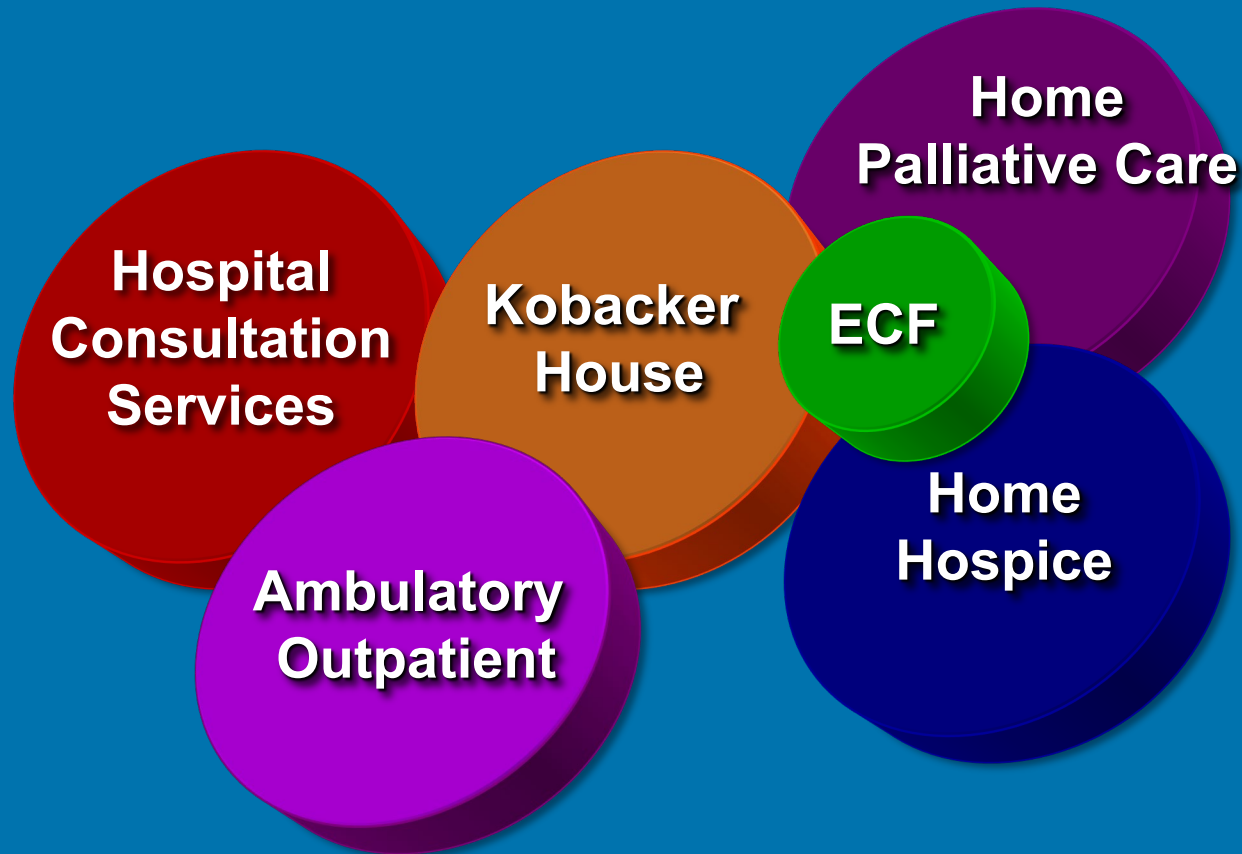 Home
Palliative Care
Hospital
Consultation
Services
Kobacker
House
ECF
Home
Hospice
Ambulatory
Outpatient